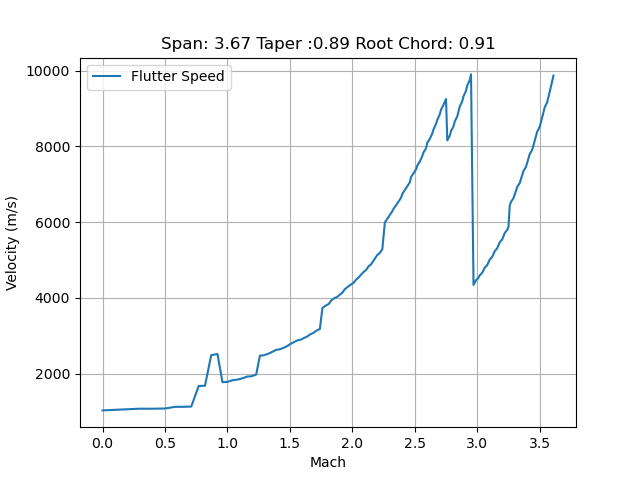 Span: 3.67 Taper :0.89 Root Chord: 0.91
Flutter Speed
10000
8000
6000
4000
2000
Velocity (m/s)
0.0 0.5 1.0 1.5 2.0 2.5 3.0 3.5
Mach